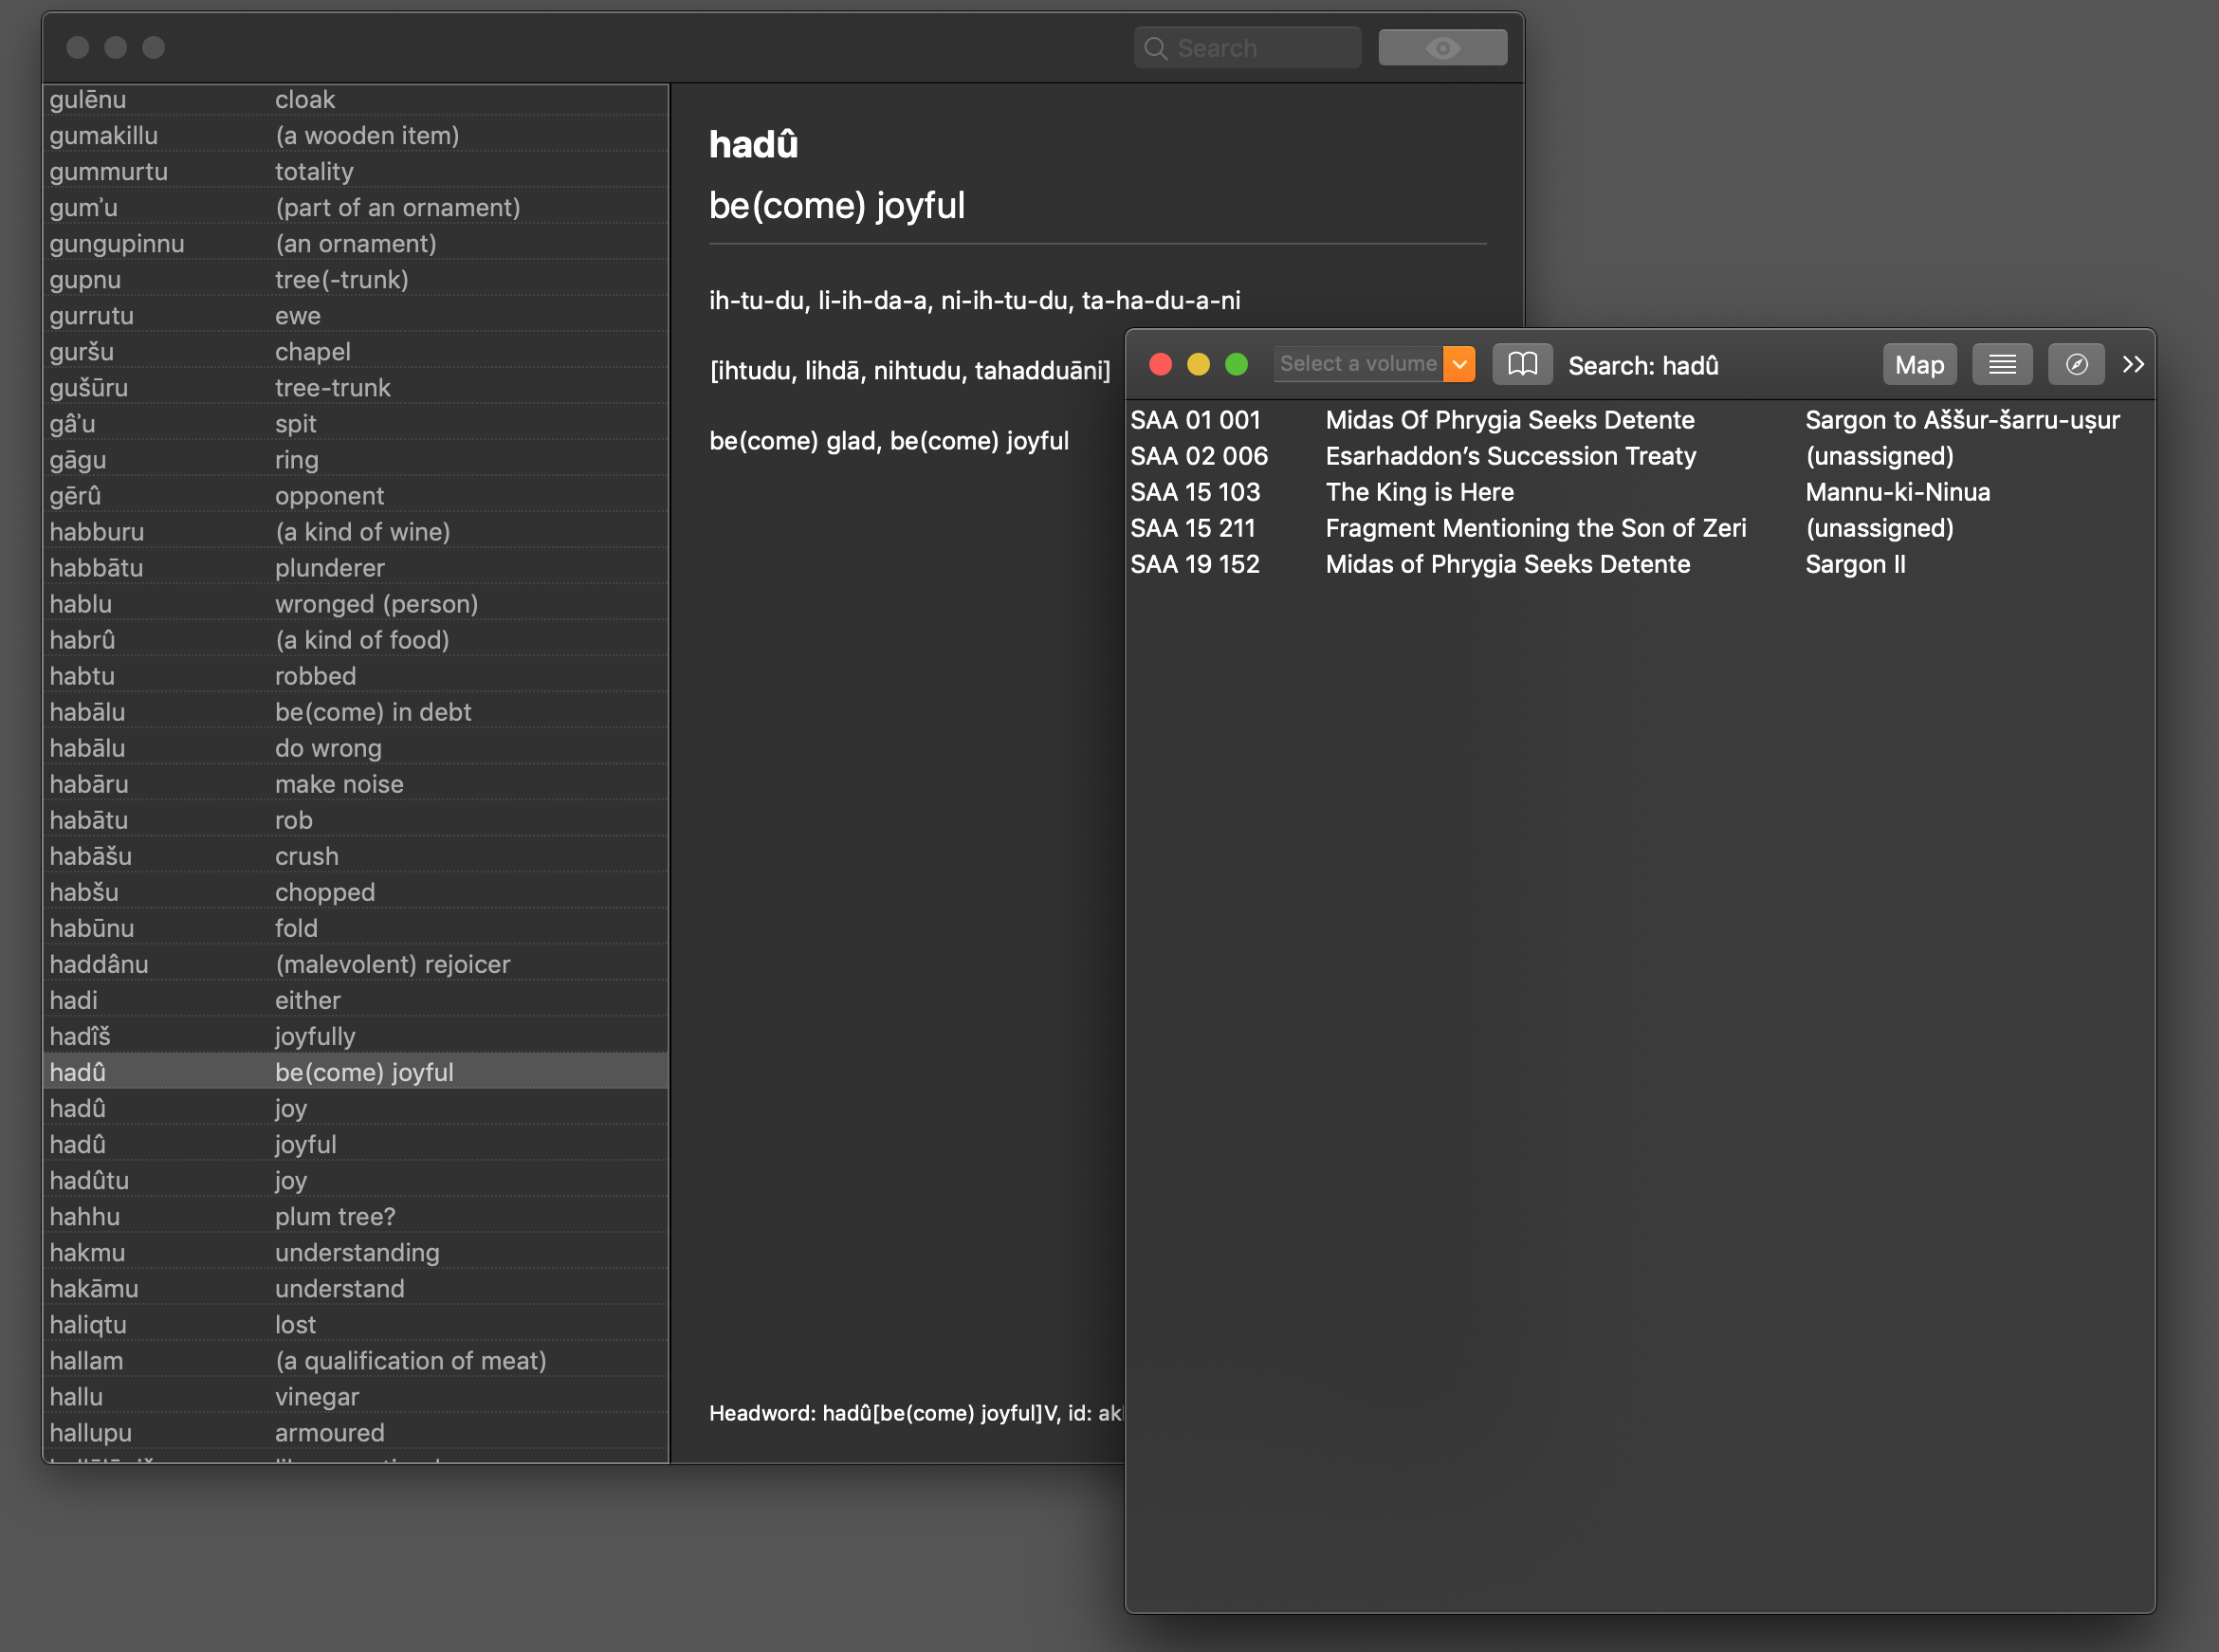 Search
gulēnu cloak
gumakillu (a wooden item)
gummurtu totality
gumʾu (part of an ornament)
gungupinnu (an ornament)
gupnu tree(-trunk)
gurrutu ewe
guršu chapel
gušūru tree-trunk
gâʾu spit
gāgu ring
gērû opponent
habburu (a kind of wine)
habbātu plunderer
hablu wronged (person)
habrû (a kind of food)
habtu robbed
habālu be(come) in debt
habālu do wrong
habāru make noise
habātu rob
habāšu crush
habšu chopped
habūnu fold
haddânu (malevolent) rejoicer
hadi either
hadîš joyfully
hadû be(come) joyful
hadû joy
hadû joyful
hadûtu joy
hahhu plum tree?
hakmu understanding
hakāmu understand
haliqtu lost
hallam (a qualification of meat)
hallu vinegar
hallupu armoured
hadû
be(come) joyful
ih-tu-du, li-ih-da-a, ni-ih-tu-du, ta-ha-du-a-ni
[ihtudu, lihdā, nihtudu, tahadduāni]
be(come) glad, be(come) joyful
Headword: hadû[be(come) joyful]V, id:
Select a volume Search: hadû Map
SAA 01 001 Midas Of Phrygia Seeks Detente Sargon to Aššur-šarru-uṣur
SAA 02 006 Esarhaddon’s Succession Treaty (unassigned)
SAA 15 103 The King is Here Mannu-ki-Ninua
SAA 15 211 Fragment Mentioning the Son of Zeri (unassigned)
SAA 19 152 Midas of Phrygia Seeks Detente Sargon II